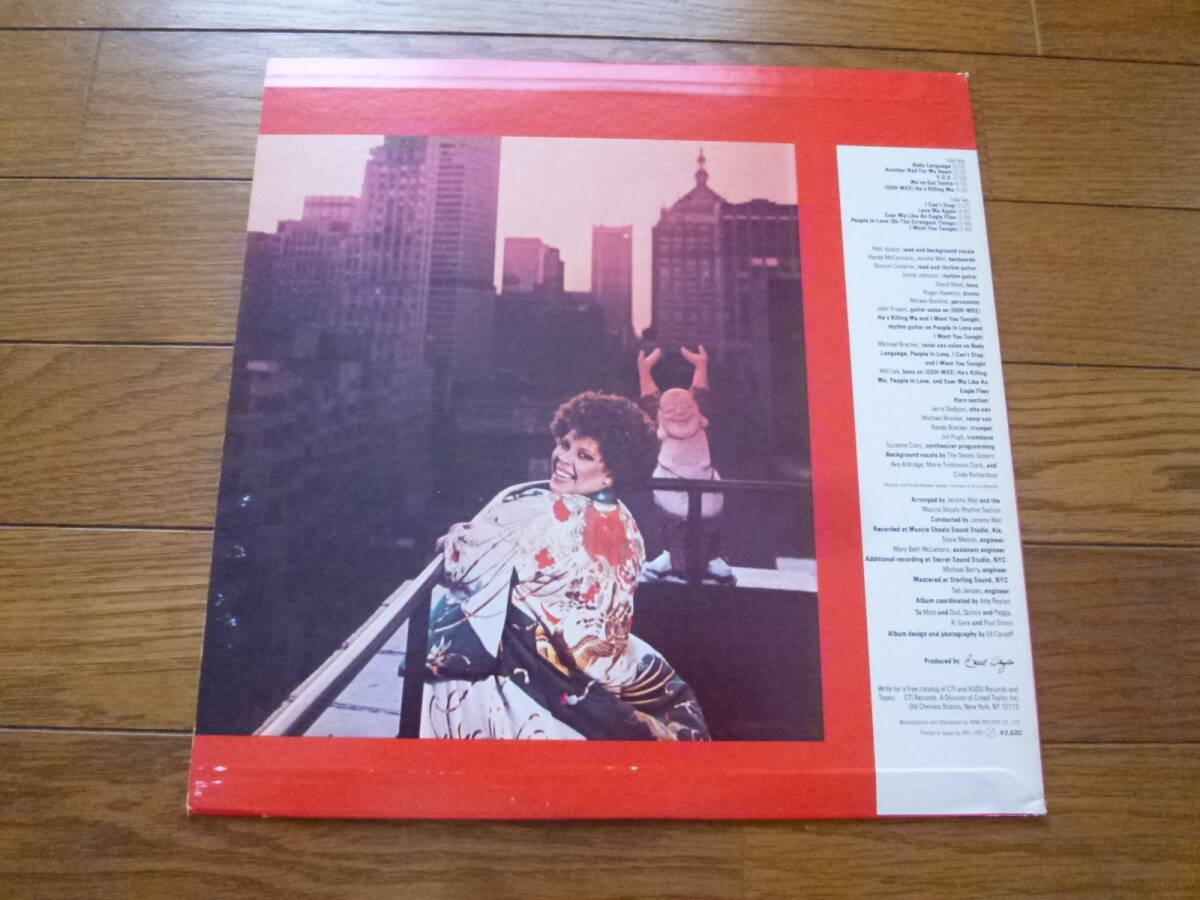 Side One
Body Language
Another Nail For My Heart
S.O.S.
We've Got Tonite
(OOH-WEE) He's Killing Me
Side Two
I Can't Stop
Love Me Again
Soar Me Like An Eagle Flies
People In Love (Do The Strangest Things)
I Want You Tonight
Patti Austin, lead and background vocals
Randy McCormack, Jeremy Wall, keyboards
Duncan Cameron, lead and rhythm guitar
Jimmy Johnson, rhythm guitar
David Hood, bass
Roger Hawkins, drums
Mickey Buckins, percussion
John Tropea, guitar solos on (OOH-WEE)
He's Killing Me and I Want You Tonight,
rhythm guitar on People In Love and
I Want You Tonight
Michael Brecker, tenor sax solos on Body
Language, People In Love, I Can't Stop,
and I Want You Tonight
Will Lee, bass on (OOH-WEE) He's Killing
Me, People In Love, and Soar Me Like An
Eagle Flies
Horn section:
Jerry Dodgion, alto sax
Michael Brecker, tenor sax
Randy Brecker, trumpet
Jim Pugh, trombone
Suzanne Ciani, synthesizer programming
Background vocals by The Shoals Sisters:
Ava Aldridge, Marie Tomlinson Clark, and
Cindy Richardson
Michael and Randy Brecker appear courtesy of Arista Records
Arranged by Jeremy Wall and the
Muscle Shoals Rhythm Section
Conducted by Jeremy Wall
Recorded at Muscle Shoals Sound Studio, Ala.
Steve Melton, engineer
Mary Beth McLemore, assistant engineer
Additional recording at Secret Sound Studio, NYC
Michael Barry, engineer
Mastered at Sterling Sound, NYC
Ted Jensen, engineer
Album coordinated by Amy Roslyn
To Mom and Dad, Quincy and Peggy,
R. Gore and Paul Simon
Album design and photography by Ed Caraeff
Produced by Creed Taylor
Write for a free catalog of CTI and KUDU Records and
Tapes: CTI Records, A Division of Creed Taylor, Inc.
Old Chelsea Station, New York, NY 10113
Manufactured and Distributed by KING RECORD CO., LTD.
Printed in Japan ¥2,600